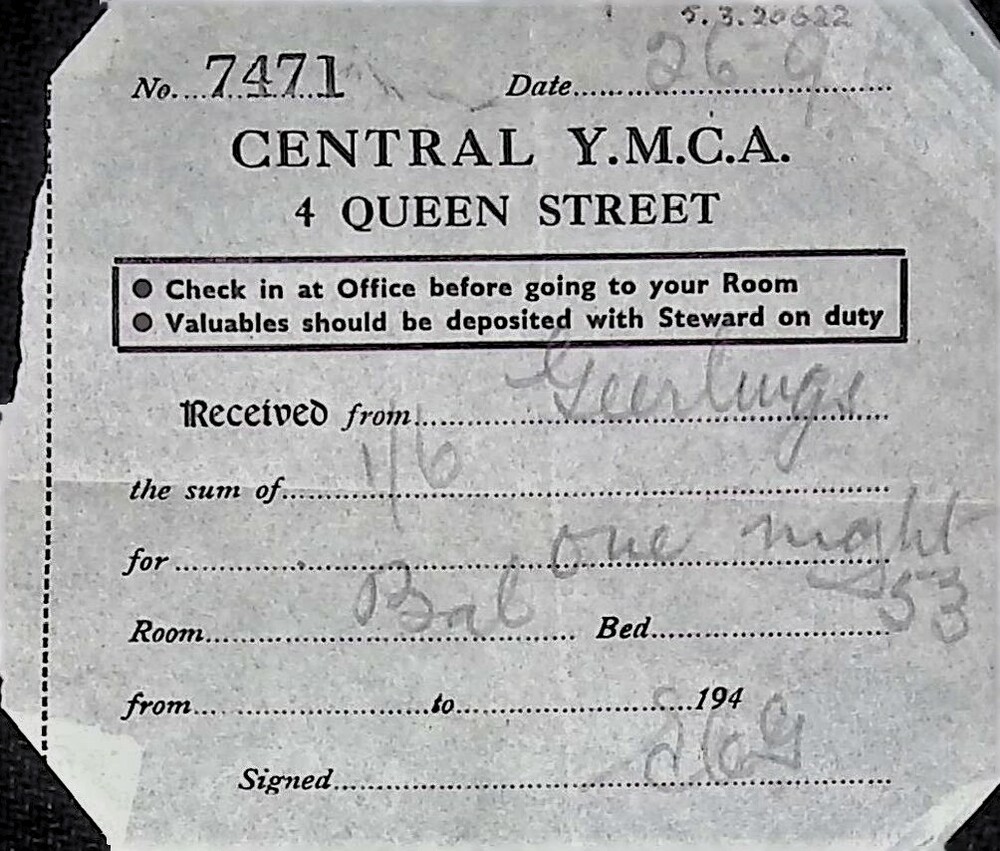 5.3.20622
No. 7471 Date 26 9
CENTRAL Y.M.C.A.
4 QUEEN STREET
● Check in at Office before going to your Room
● Valuables should be deposited with Steward on duty
Received from Geerlings
the sum of 1/6
for one night
Room Bal Bed 53
from to 194
Signed